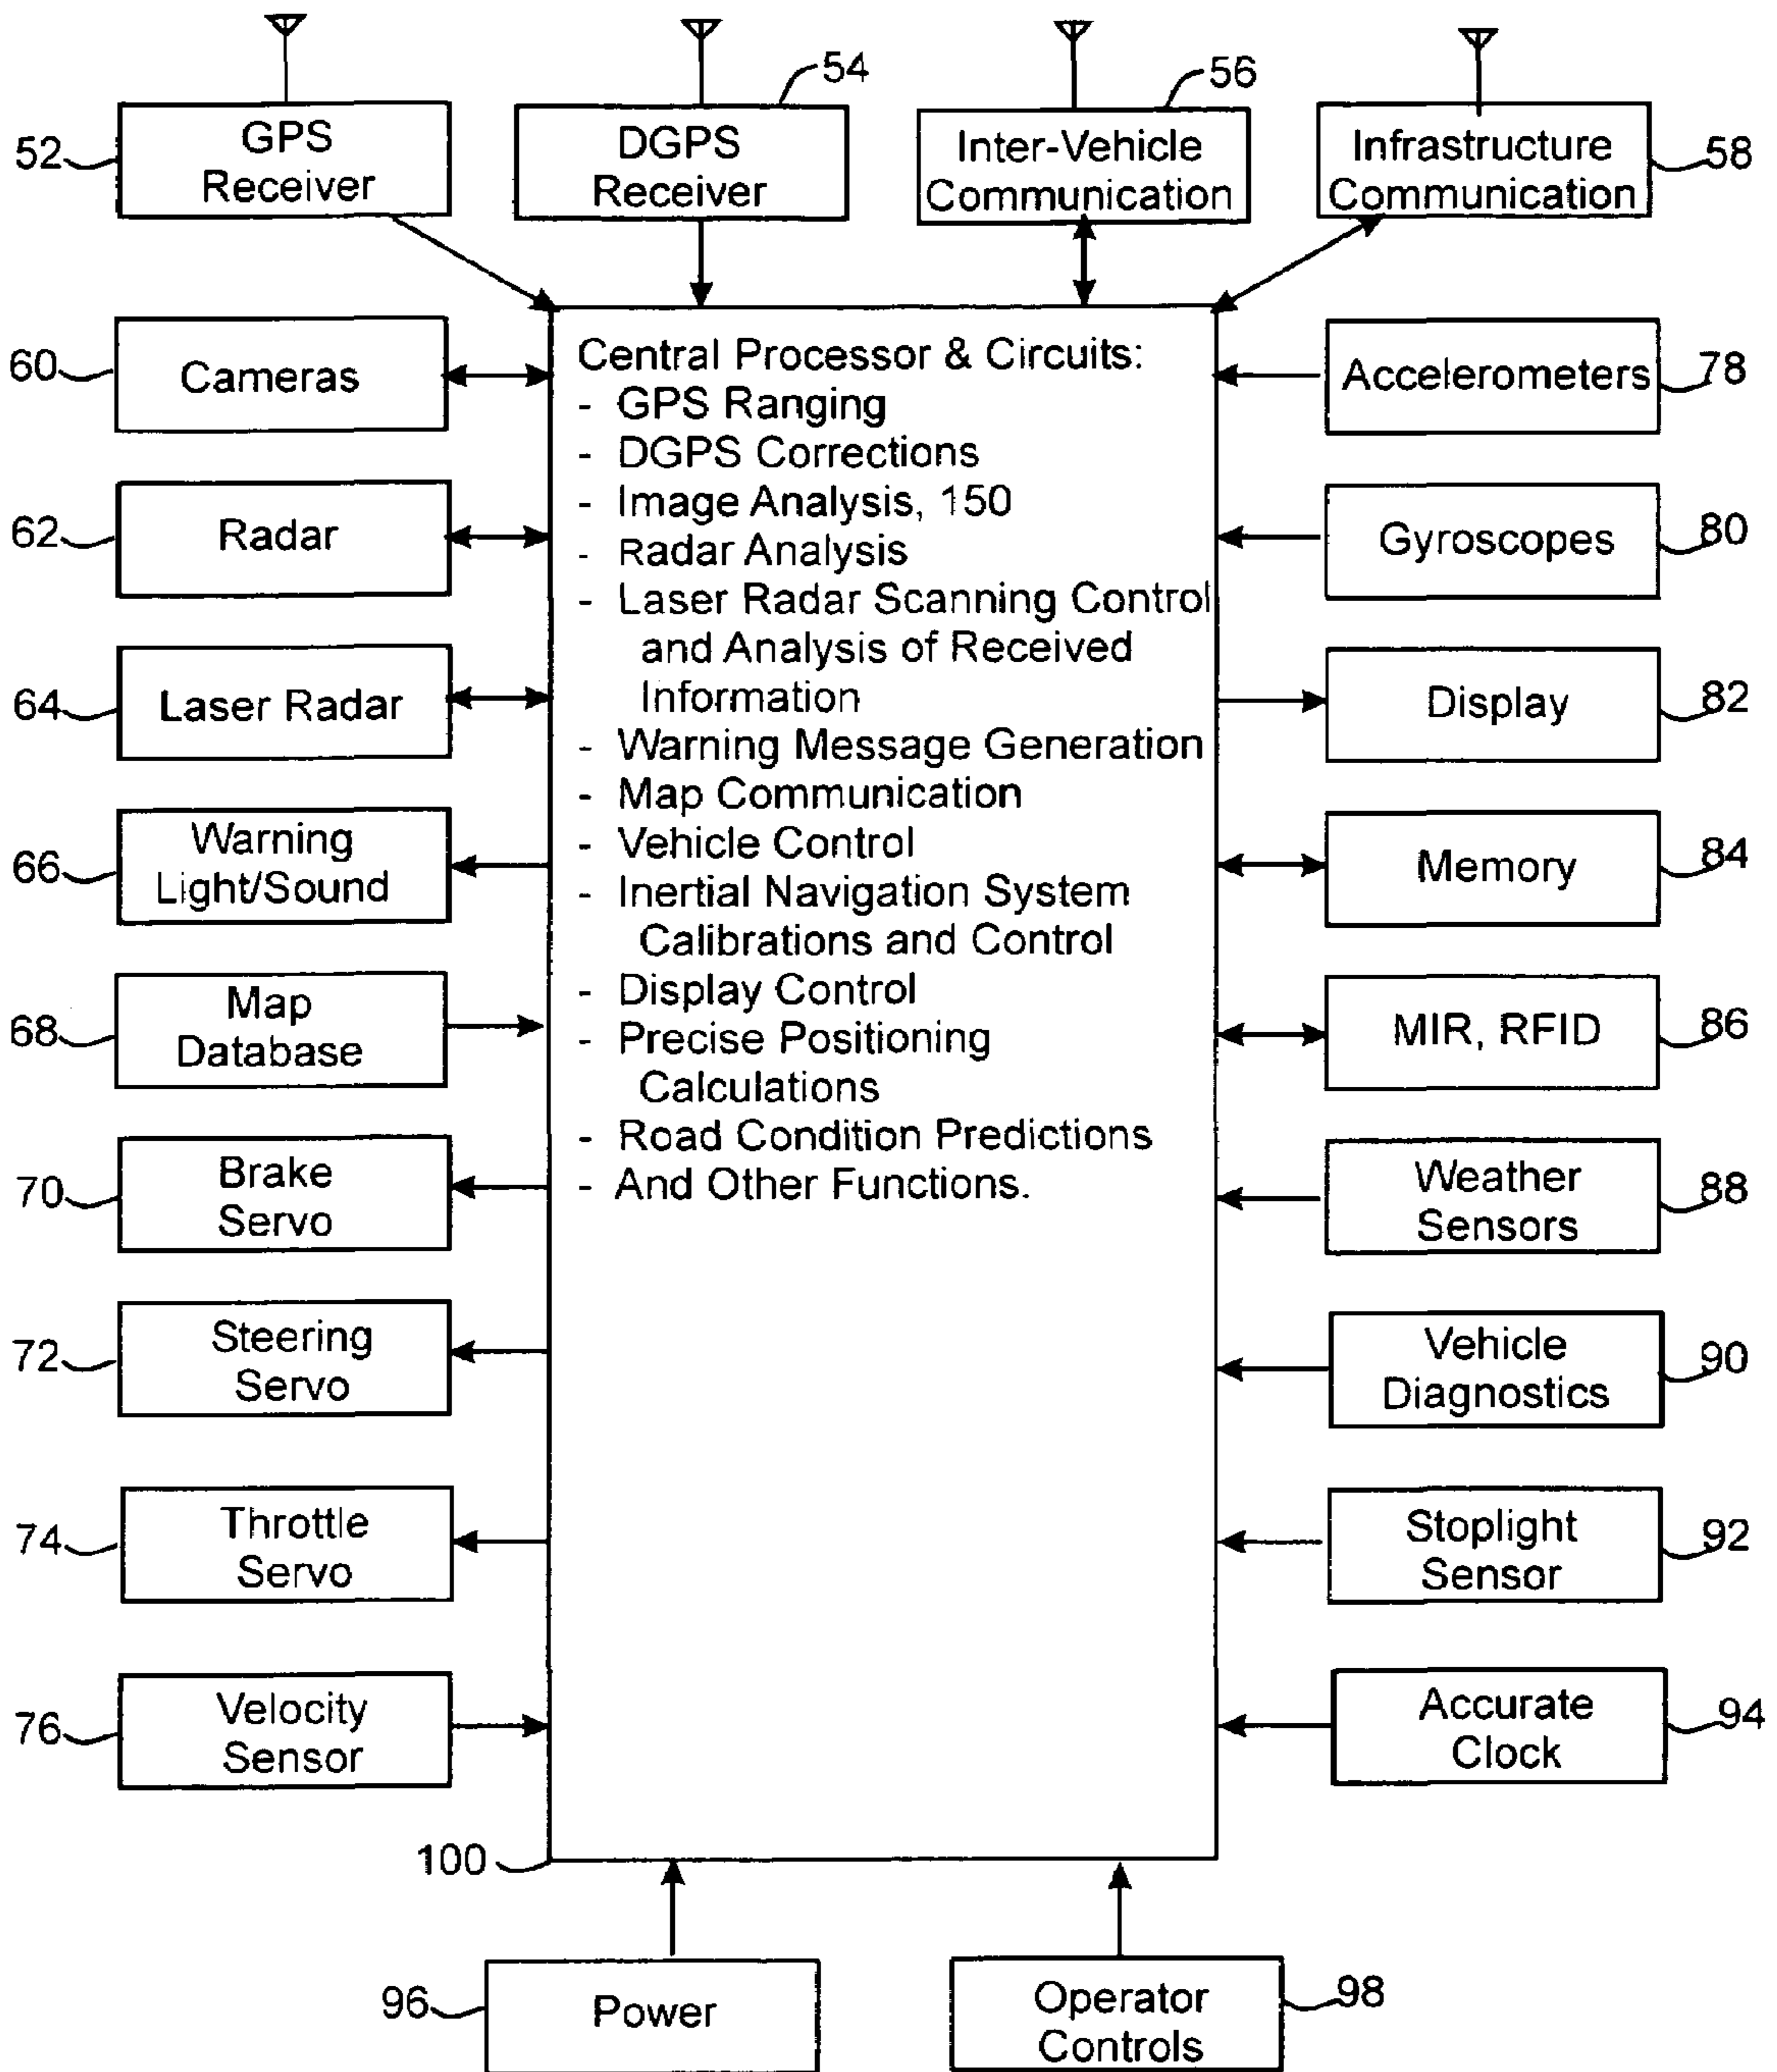 54
56
52
GPS
Receiver
DGPS
Receiver
Inter-Vehicle
Communication
Infrastructure
Communication
58
60
Cameras
62
Radar
64
Laser Radar
66
Warning
Light/Sound
68
Map
Database
70
Brake
Servo
72
Steering
Servo
74
Throttle
Servo
76
Velocity
Sensor
Central Processor & Circuits:
- GPS Ranging
- DGPS Corrections
- Image Analysis, 150
- Radar Analysis
- Laser Radar Scanning Control
and Analysis of Received
Information
- Warning Message Generation
- Map Communication
- Vehicle Control
- Inertial Navigation System
Calibrations and Control
- Display Control
- Precise Positioning
Calculations
- Road Condition Predictions
- And Other Functions.
100
Accelerometers
78
Gyroscopes
80
Display
82
Memory
84
MIR, RFID
86
Weather
Sensors
88
Vehicle
Diagnostics
90
Stoplight
Sensor
92
Accurate
Clock
94
96
Power
Operator
Controls
98